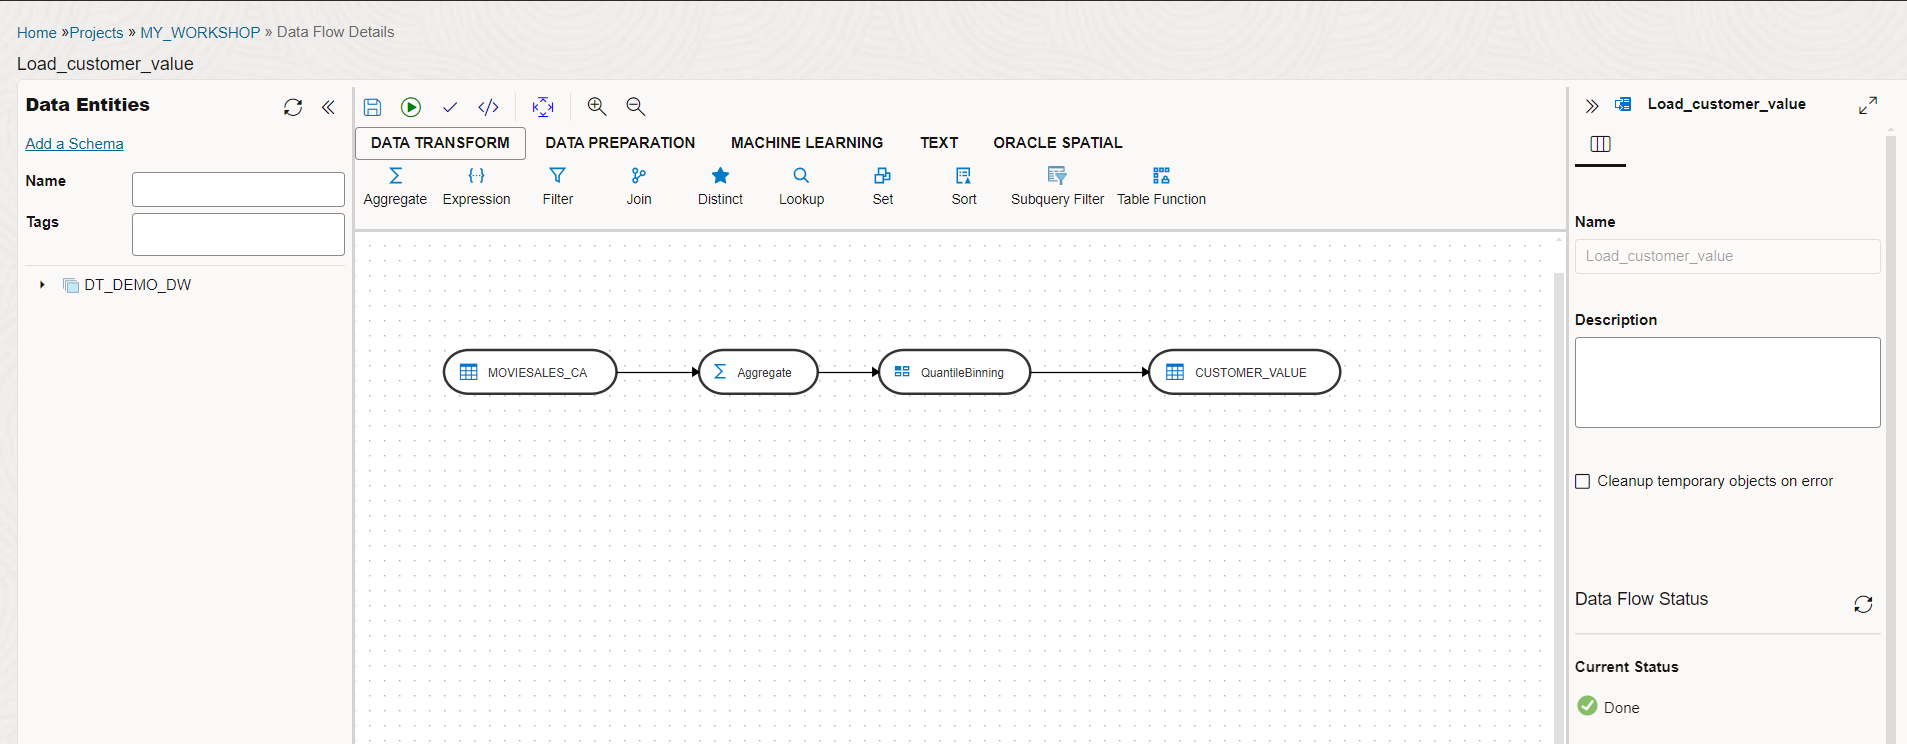 Home »Projects » MY_WORKSHOP » Data Flow Details
Load_customer_value
Data Entities
Add a Schema
Name
Tags
DT_DEMO_DW
DATA TRANSFORM DATA PREPARATION MACHINE LEARNING TEXT ORACLE SPATIAL
Aggregate Expression Filter Join Distinct Lookup Set Sort Subquery Filter Table Function
MOVIESALES_CA Aggregate QuantileBinning CUSTOMER_VALUE
Load_customer_value
Name
Load_customer_value
Description
Cleanup temporary objects on error
Data Flow Status
Current Status
Done